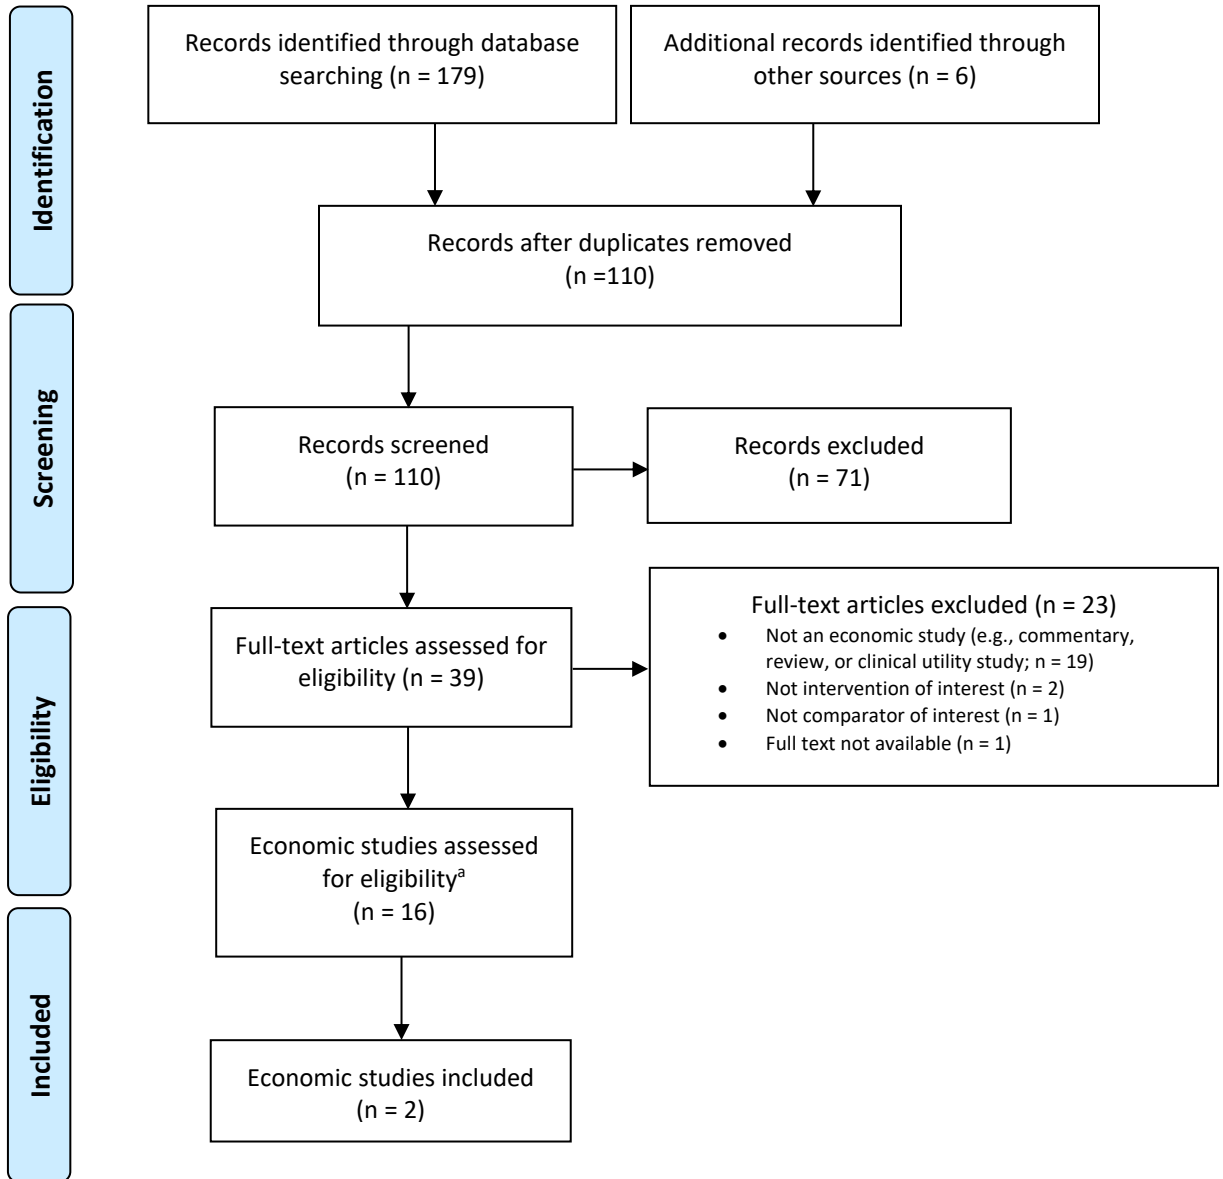 Identification
Records identified through database
searching (n = 179)
Additional records identified through
other sources (n = 6)
Records after duplicates removed
(n =110)
Screening
Records screened
(n = 110)
Records excluded
(n = 71)
Eligibility
Full-text articles assessed for
eligibility (n = 39)
Full-text articles excluded (n = 23)
• Not an economic study (e.g., commentary,
review, or clinical utility study; n = 19)
• Not intervention of interest (n = 2)
• Not comparator of interest (n = 1)
• Full text not available (n = 1)
Economic studies assessed
for eligibilityᵃ
(n = 16)
Included
Economic studies included
(n = 2)